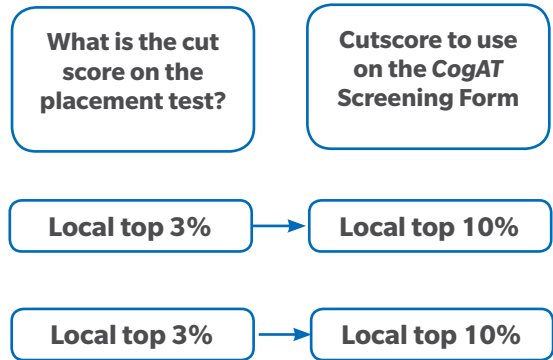 What is the cut
score on the
placement test?
Cutscore to use
on the CogAT
Screening Form
Local top 3%
Local top 10%
Local top 3%
Local top 10%